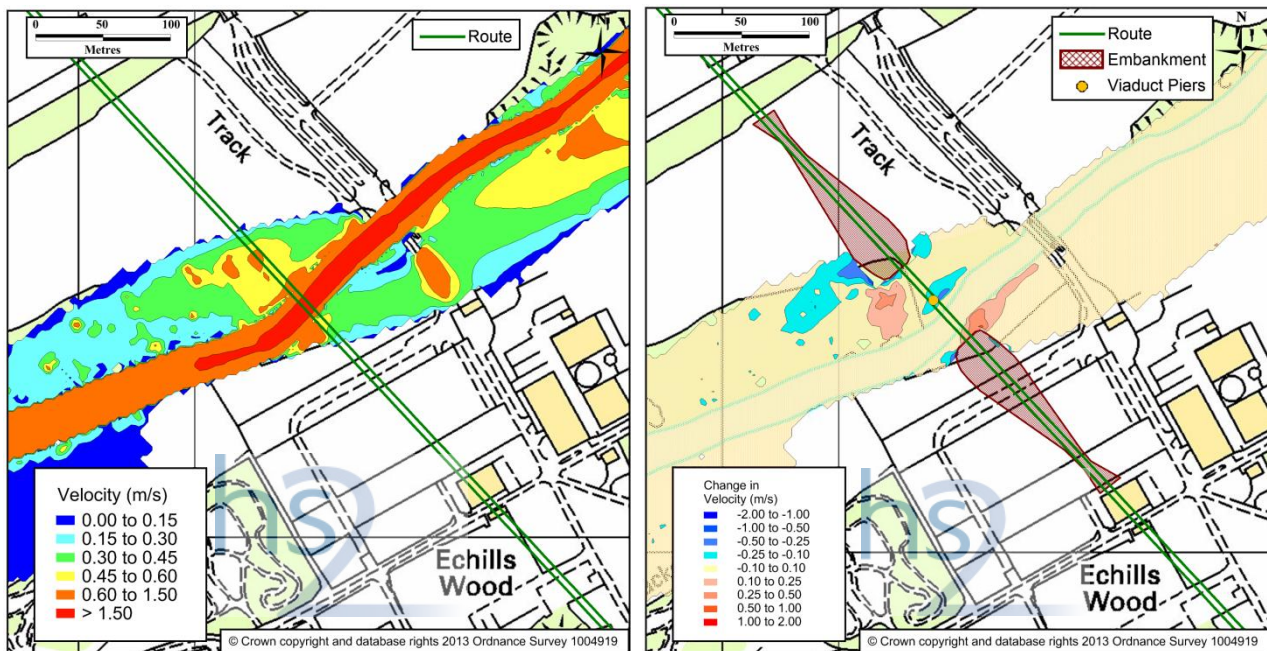 0 50 100
Metres
Route
N
Track
Velocity (m/s)
0.00 to 0.15
0.15 to 0.30
0.30 to 0.45
0.45 to 0.60
0.60 to 1.50
> 1.50
hs2
Echills
Wood
© Crown copyright and database rights 2013 Ordnance Survey 1004919
0 50 100
Metres
Route
Embankment
Viaduct Piers
N
Track
Change in
Velocity (m/s)
-2.00 to -1.00
-1.00 to -0.50
-0.50 to -0.25
-0.25 to -0.10
-0.10 to 0.10
0.10 to 0.25
0.25 to 0.50
0.50 to 1.00
1.00 to 2.00
hs2
Echills
Wood
© Crown copyright and database rights 2013 Ordnance Survey 1004919